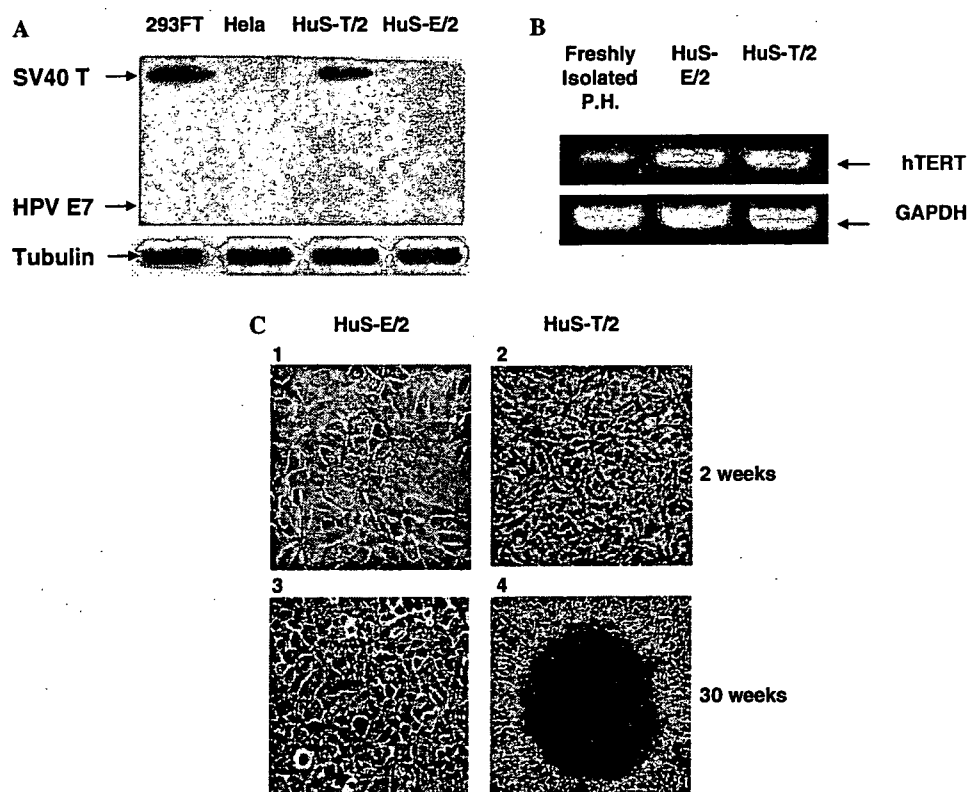 A
293FT Hela HuS-T/2 HuS-E/2
SV40 T
HPV E7
Tubulin
B
Freshly
Isolated
P.H.
HuS-
E/2
HuS-T/2
hTERT
GAPDH
C
HuS-E/2
HuS-T/2
1
2
2 weeks
3
4
30 weeks